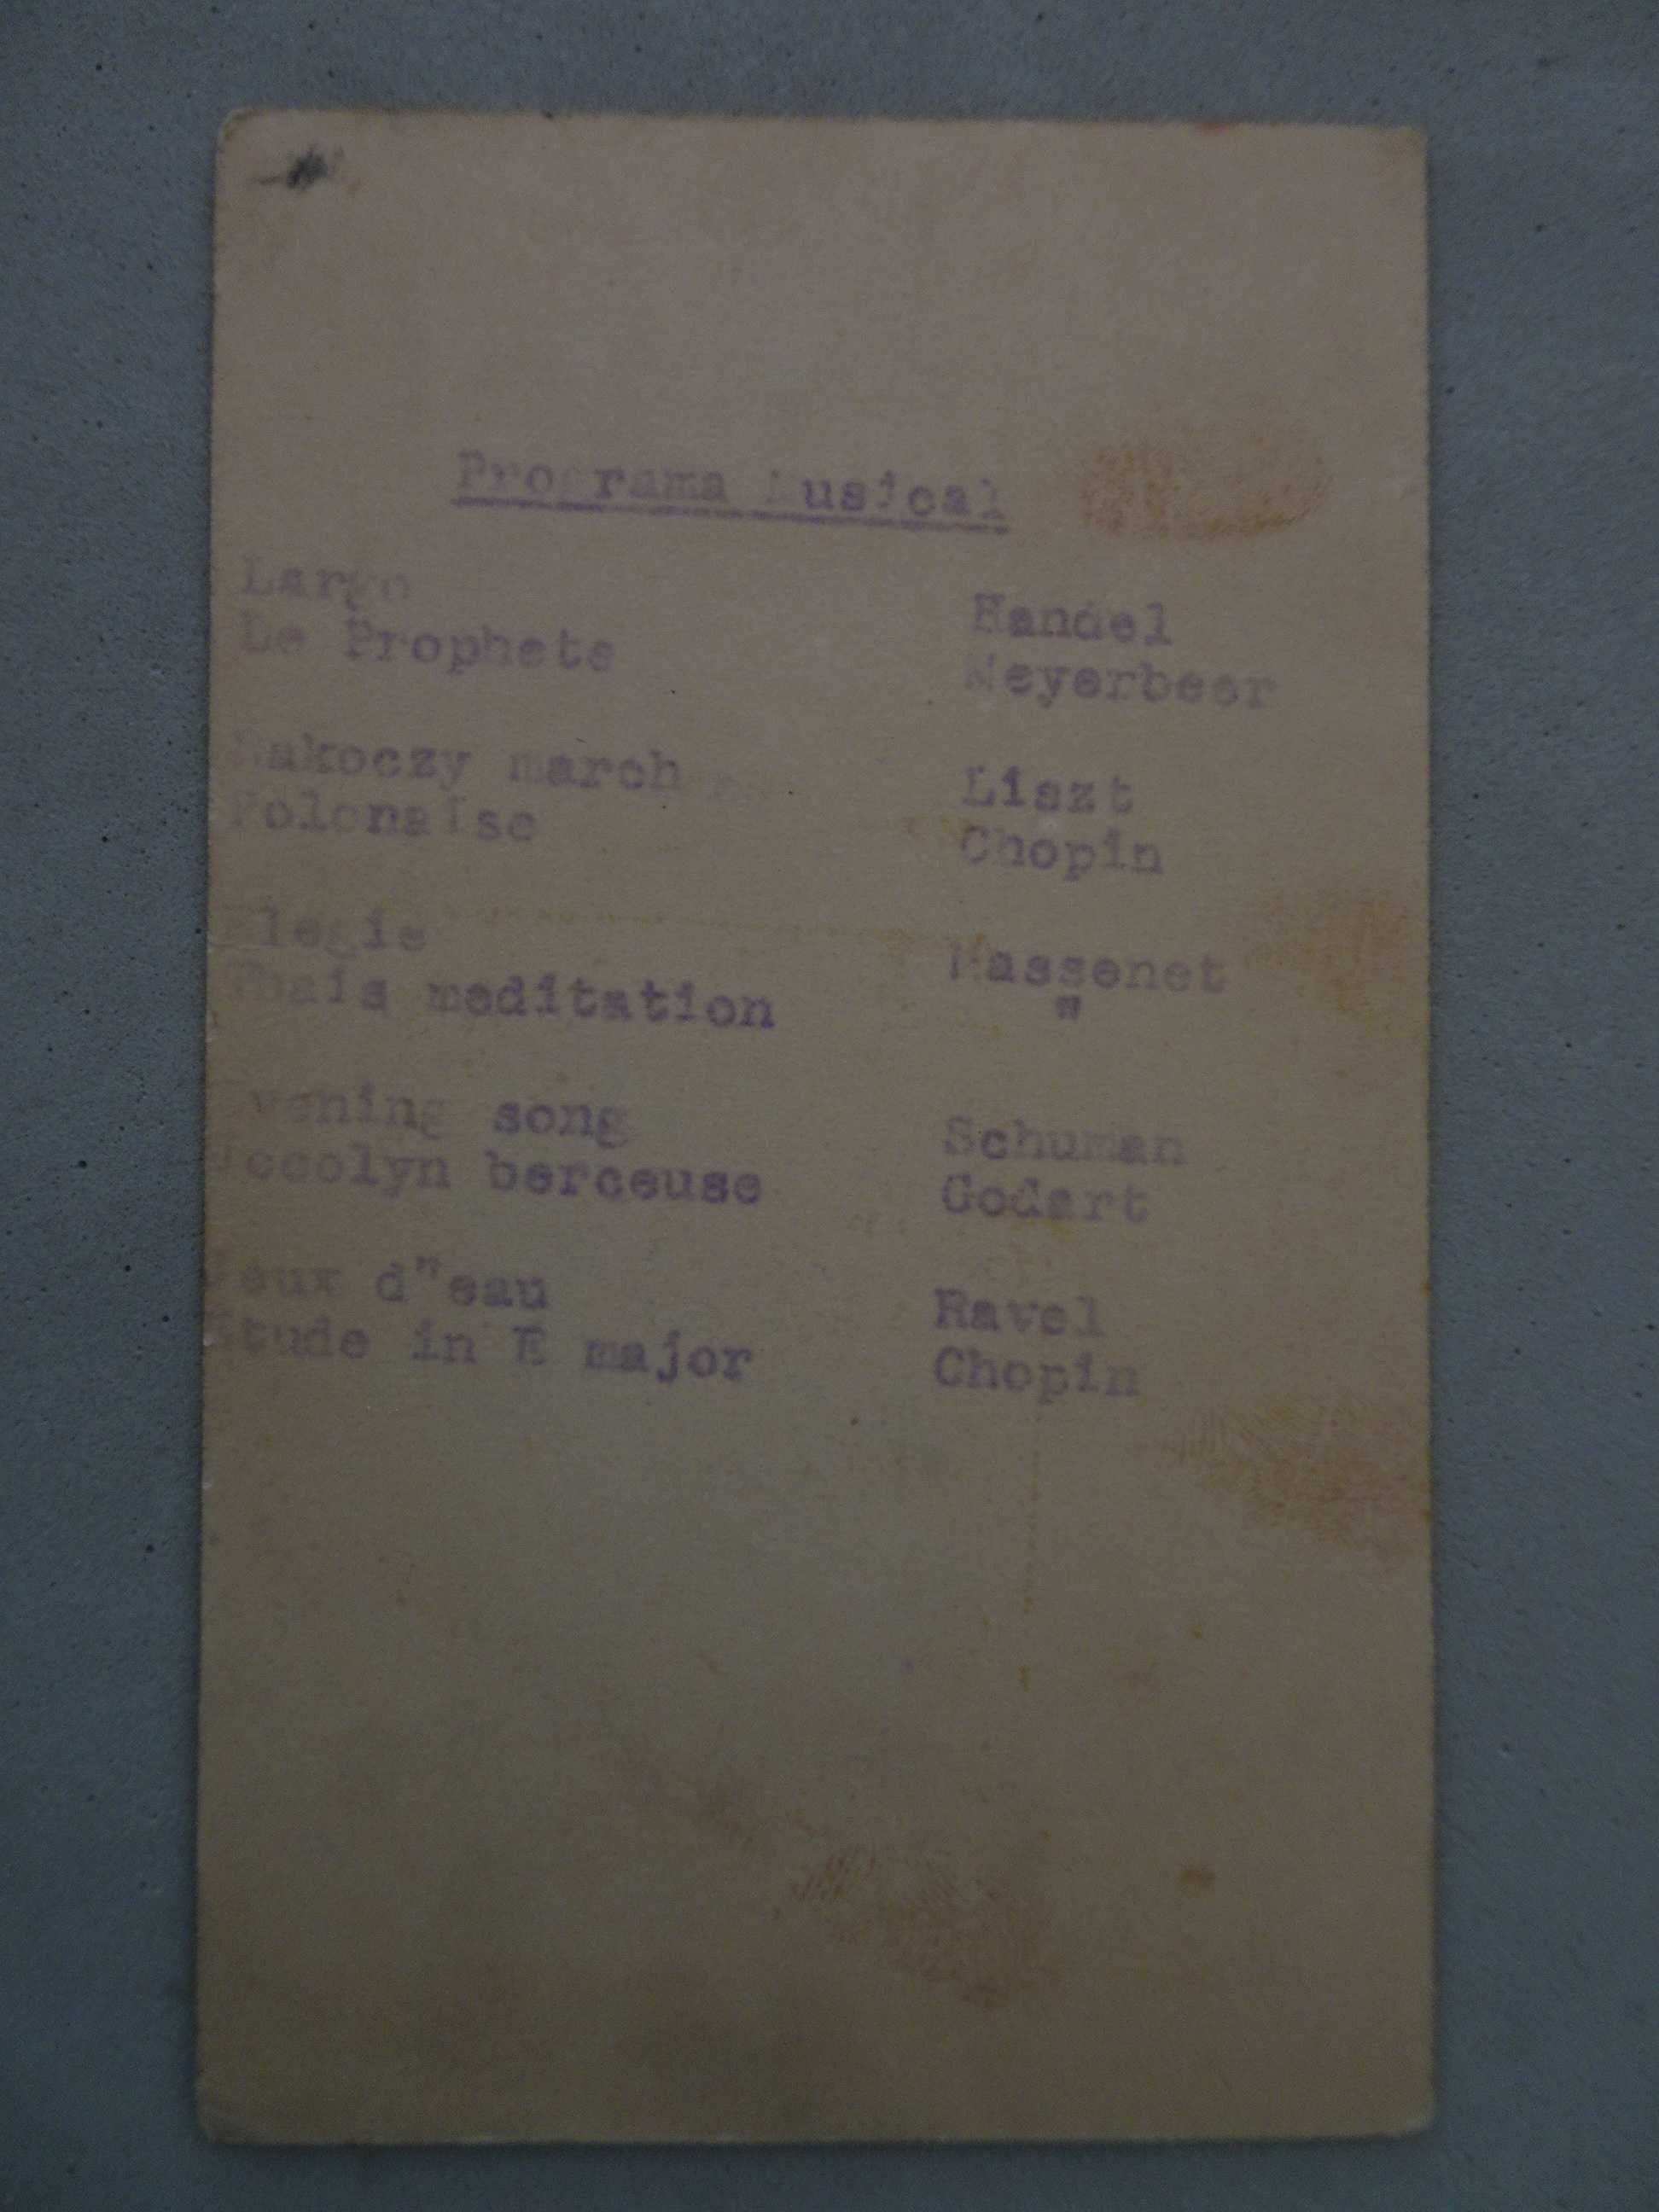 Programa Musical
Largo Handel
Le Prophete Meyerbeer
Rakoczy march Liszt
Polonaise Chopin
Elegie Massenet
Thais meditation "
Evening song Schuman
Jocolyn berceuse Godart
Jeux d"eau Ravel
Etude in E major Chopin